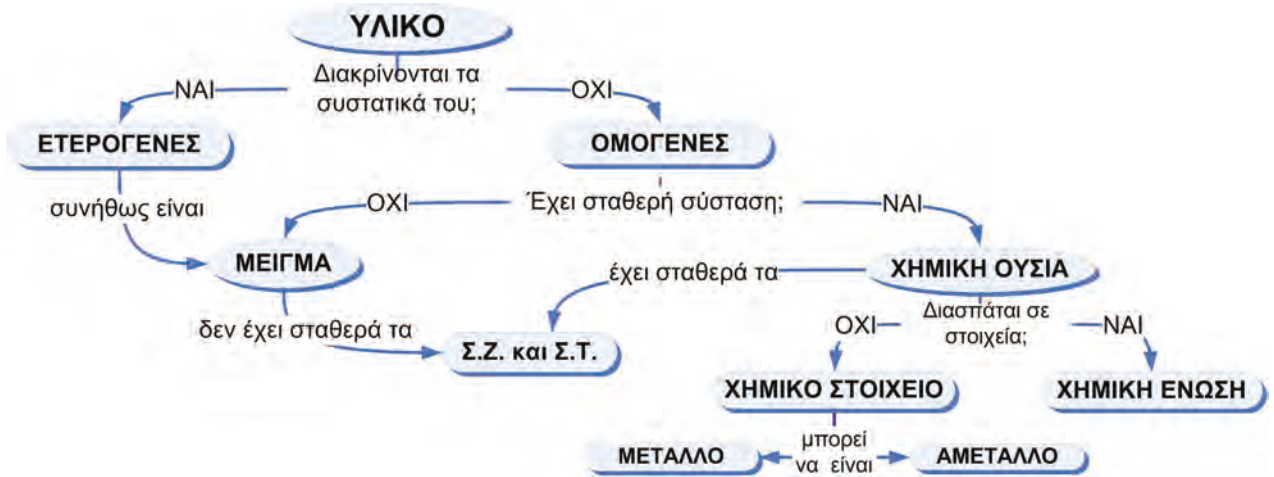 ΥΛΙΚΟ
Διακρίνονται τα
συστατικά του;
ΝΑΙ
ΟΧΙ
ΕΤΕΡΟΓΕΝΕΣ
ΟΜΟΓΕΝΕΣ
συνήθως είναι
ΟΧΙ
Έχει σταθερή σύσταση;
ΝΑΙ
ΜΕΙΓΜΑ
έχει σταθερά τα
ΧΗΜΙΚΗ ΟΥΣΙΑ
δεν έχει σταθερά τα
Σ.Ζ. και Σ.Τ.
ΟΧΙ
Διασπάται σε
στοιχεία;
ΝΑΙ
ΧΗΜΙΚΟ ΣΤΟΙΧΕΙΟ
ΧΗΜΙΚΗ ΕΝΩΣΗ
ΜΕΤΑΛΛΟ
μπορεί
να είναι
ΑΜΕΤΑΛΛΟ